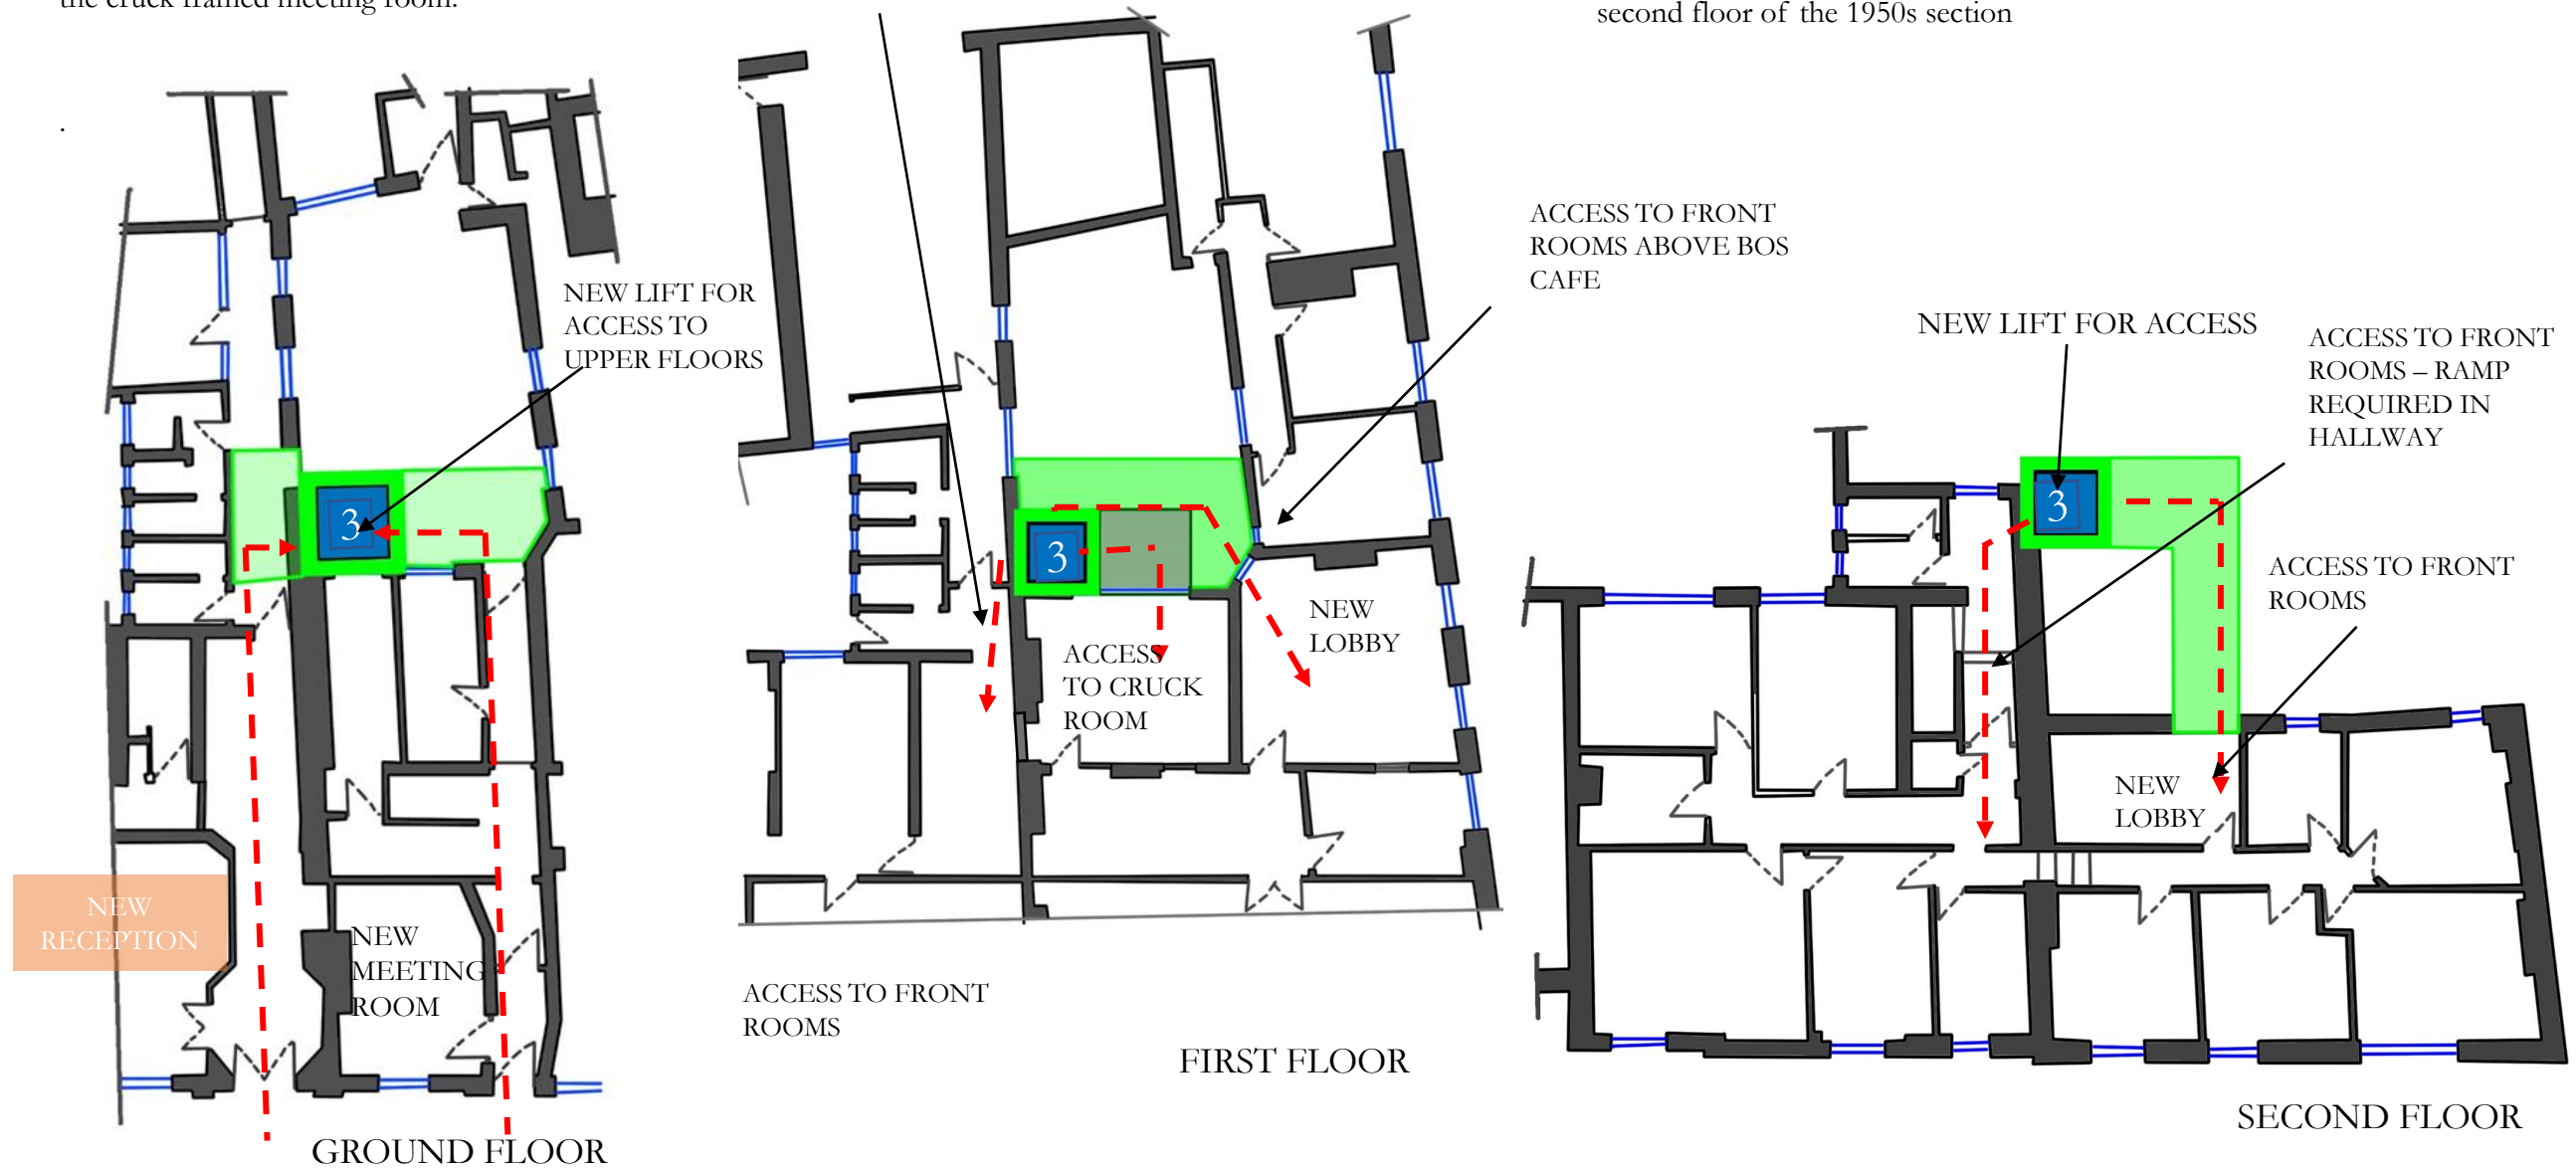 the cruck framed meeting room.
.
second floor of the 1950s section
NEW LIFT FOR
ACCESS TO
UPPER FLOORS
3
NEW
RECEPTION
NEW
MEETING
ROOM
GROUND FLOOR
ACCESS TO FRONT
ROOMS ABOVE BOS
CAFE
3
NEW
LOBBY
ACCESS
TO CRUCK
ROOM
ACCESS TO FRONT
ROOMS
FIRST FLOOR
NEW LIFT FOR ACCESS
ACCESS TO FRONT
ROOMS – RAMP
REQUIRED IN
HALLWAY
3
ACCESS TO FRONT
ROOMS
NEW
LOBBY
SECOND FLOOR